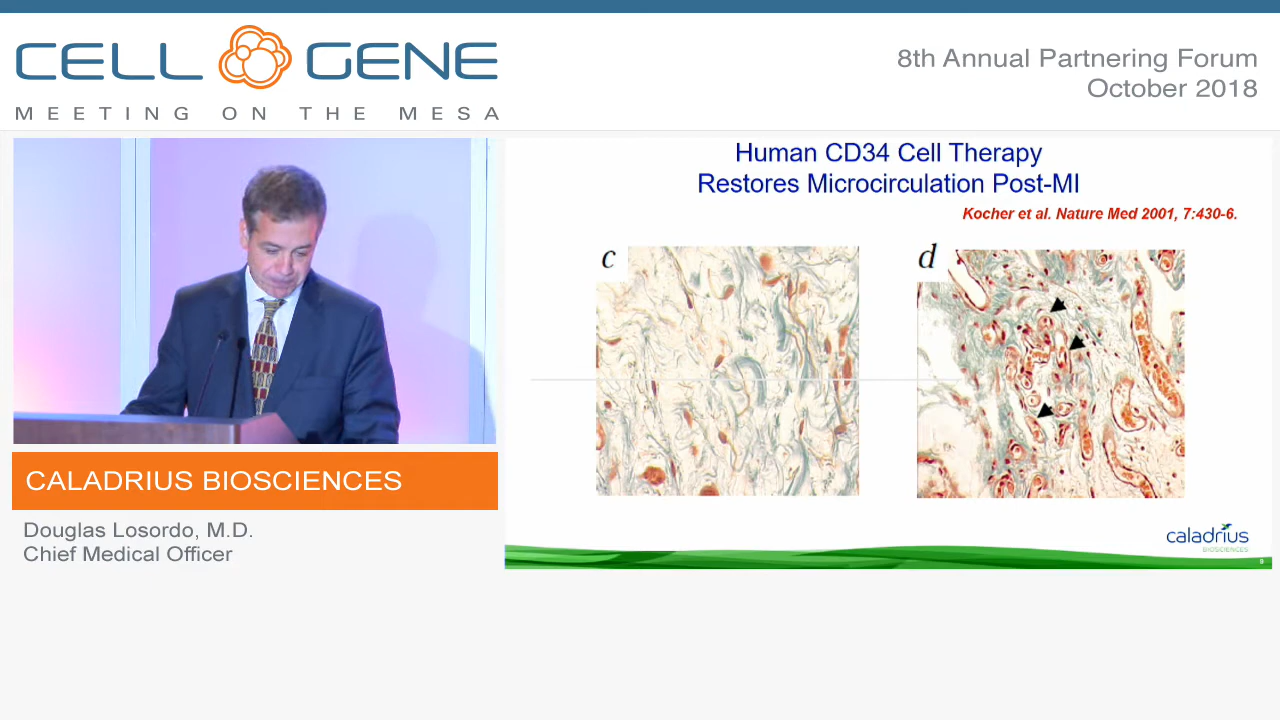 CELL GENE
MEETING ON THE MESA
8th Annual Partnering Forum
October 2018
Human CD34 Cell Therapy
Restores Microcirculation Post-MI
Kocher et al. Nature Med 2001, 7:430-6.
c
d
caladrius
BIOSCIENCES
9
CALADRIUS BIOSCIENCES
Douglas Losordo, M.D.
Chief Medical Officer